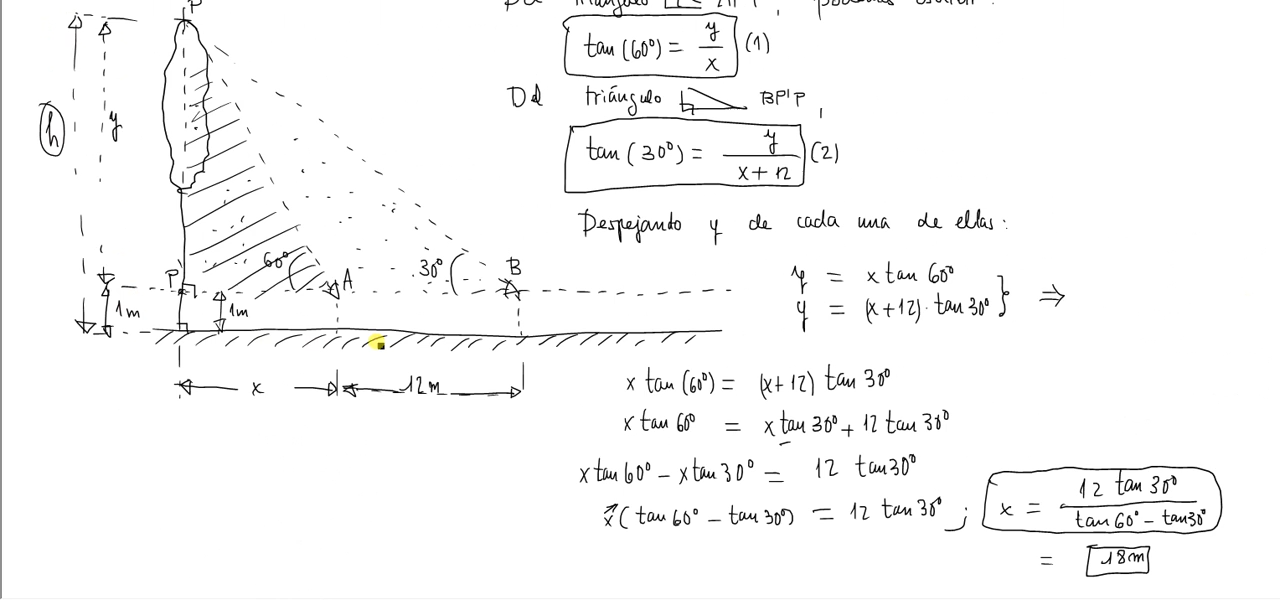 P
h
y
60°
A
30°
B
P'
1m
1m
x
12m
tan (60°) = y/x (1)
Del triángulo BP'P,
tan (30°) = y/(x + 12) (2)
Despejando y de cada una de ellas:
y = x tan 60°
y = (x+12) · tan 30° } ⇒
x tan (60°) = (x+12) tan 30°
x tan 60° = x tan 30° + 12 tan 30°
x tan 60° – x tan 30° = 12 tan 30°
x (tan 60° – tan 30°) = 12 tan 30° ; x = 12 tan 30° / (tan 60° – tan 30°)
= 18m